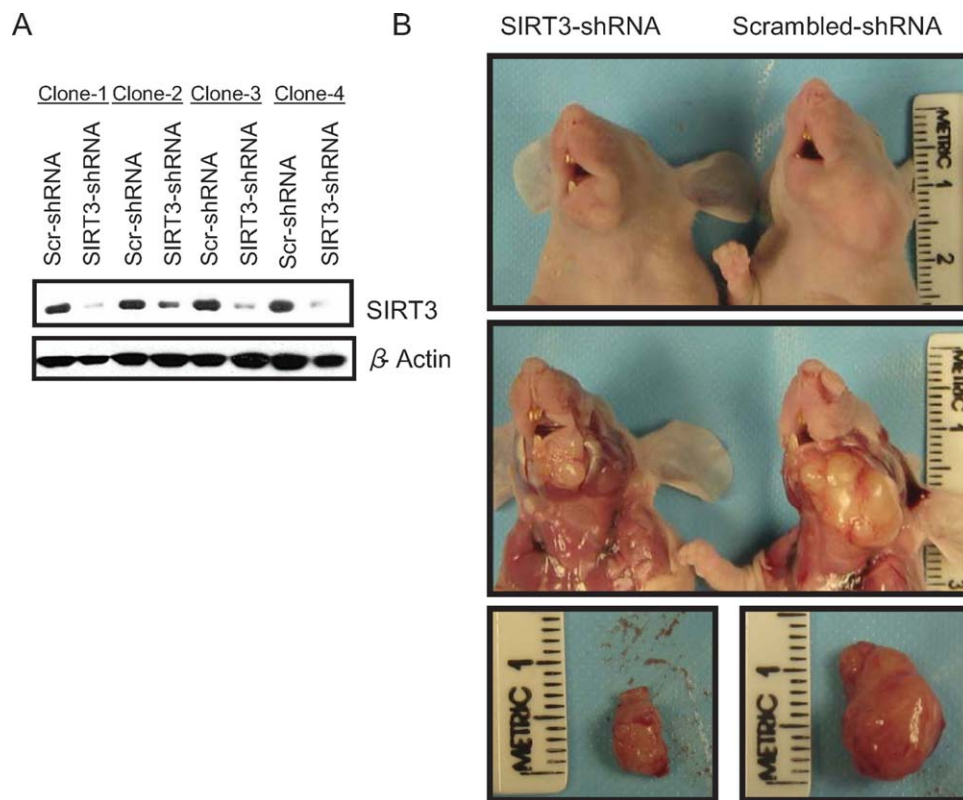 A
B
SIRT3-shRNA
Scrambled-shRNA
Clone-1 Clone-2 Clone-3 Clone-4
Scr-shRNA
SIRT3-shRNA
Scr-shRNA
SIRT3-shRNA
Scr-shRNA
SIRT3-shRNA
Scr-shRNA
SIRT3-shRNA
SIRT3
β- Actin
METRIC 1
2
METRIC 1
3
METRIC 1
METRIC 1